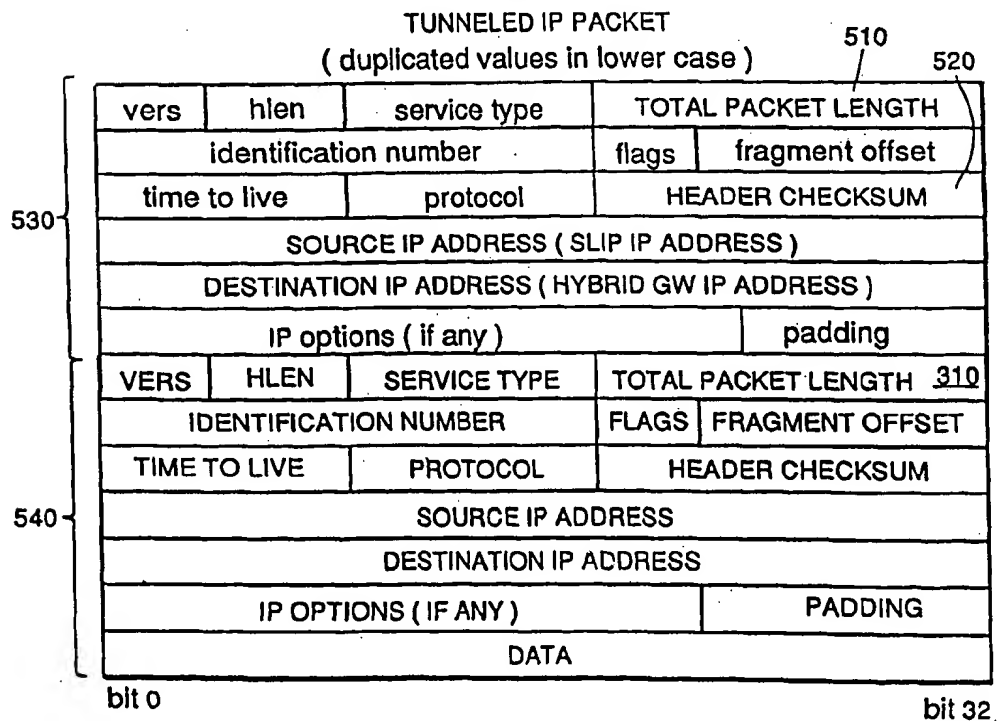 TUNNELED IP PACKET
( duplicated values in lower case )
510
520
vers hlen service type TOTAL PACKET LENGTH
identification number flags fragment offset
time to live protocol HEADER CHECKSUM
530
SOURCE IP ADDRESS ( SLIP IP ADDRESS )
DESTINATION IP ADDRESS ( HYBRID GW IP ADDRESS )
IP options ( if any ) padding
VERS HLEN SERVICE TYPE TOTAL PACKET LENGTH 310
IDENTIFICATION NUMBER FLAGS FRAGMENT OFFSET
TIME TO LIVE PROTOCOL HEADER CHECKSUM
540
SOURCE IP ADDRESS
DESTINATION IP ADDRESS
IP OPTIONS ( IF ANY ) PADDING
DATA
bit 0 bit 32